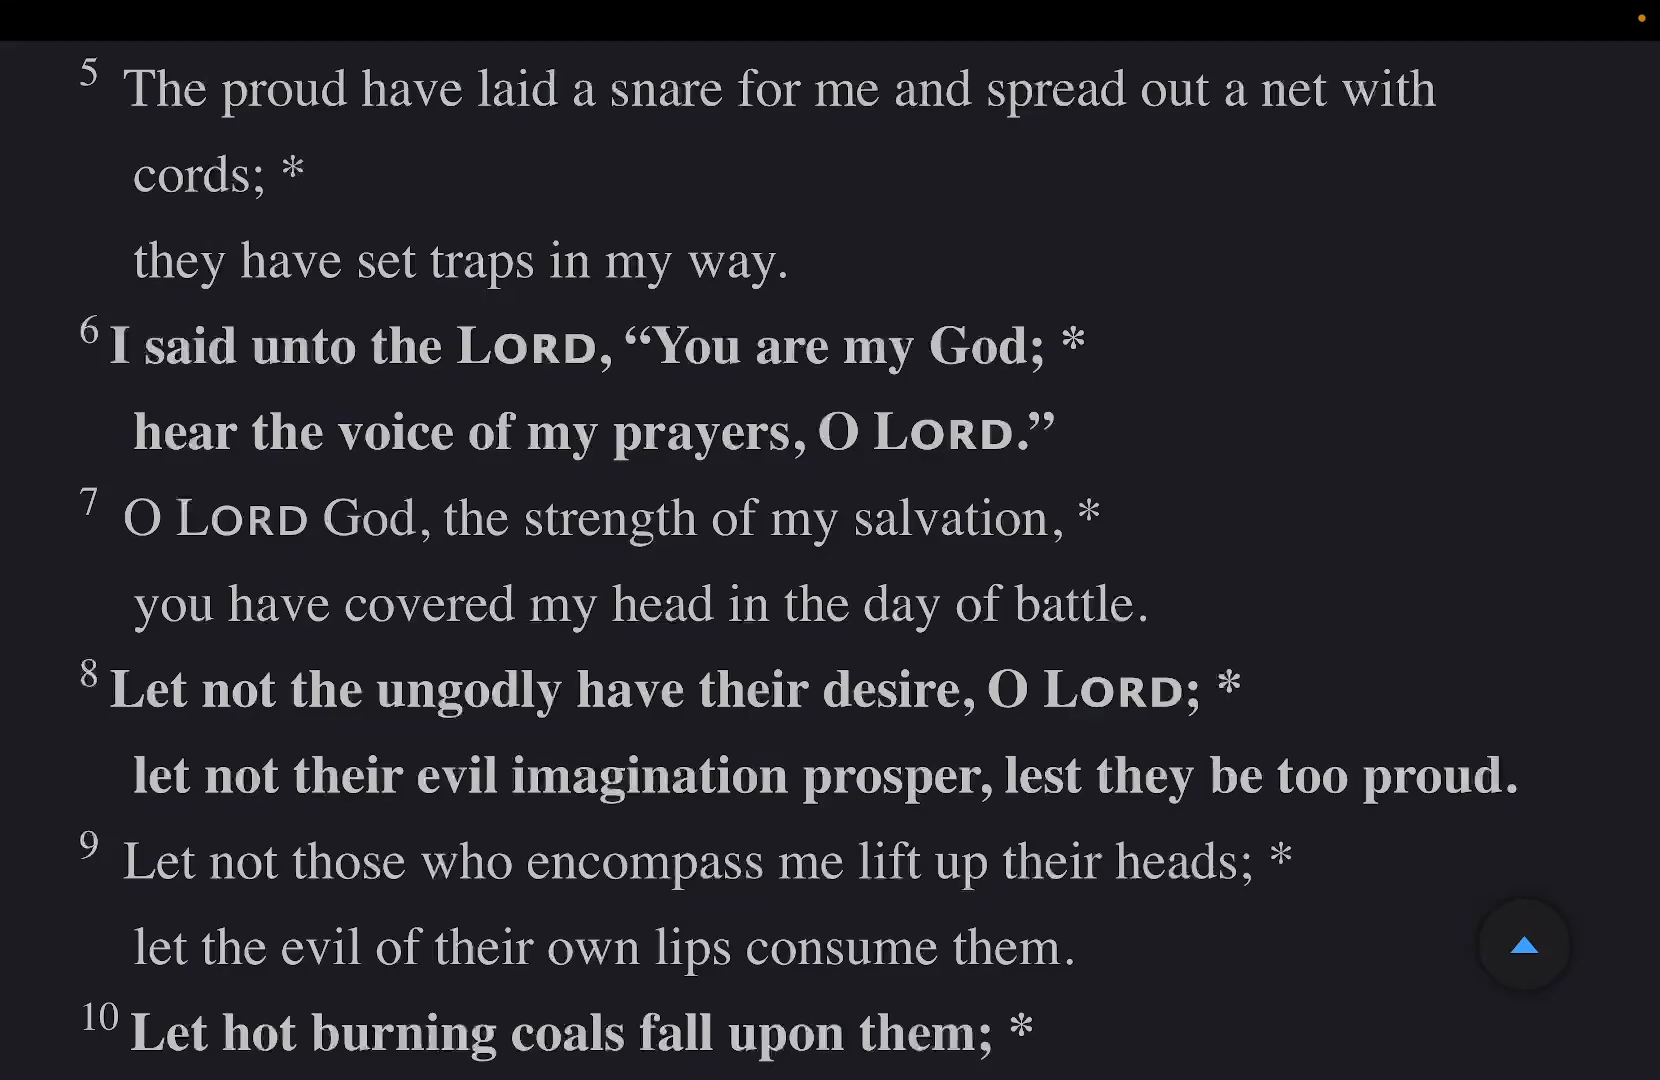 5 The proud have laid a snare for me and spread out a net with
cords; *
they have set traps in my way.
6 I said unto the LORD, “You are my God; *
hear the voice of my prayers, O LORD.”
7 O LORD God, the strength of my salvation, *
you have covered my head in the day of battle.
8 Let not the ungodly have their desire, O LORD; *
let not their evil imagination prosper, lest they be too proud.
9 Let not those who encompass me lift up their heads; *
let the evil of their own lips consume them.
10 Let hot burning coals fall upon them; *